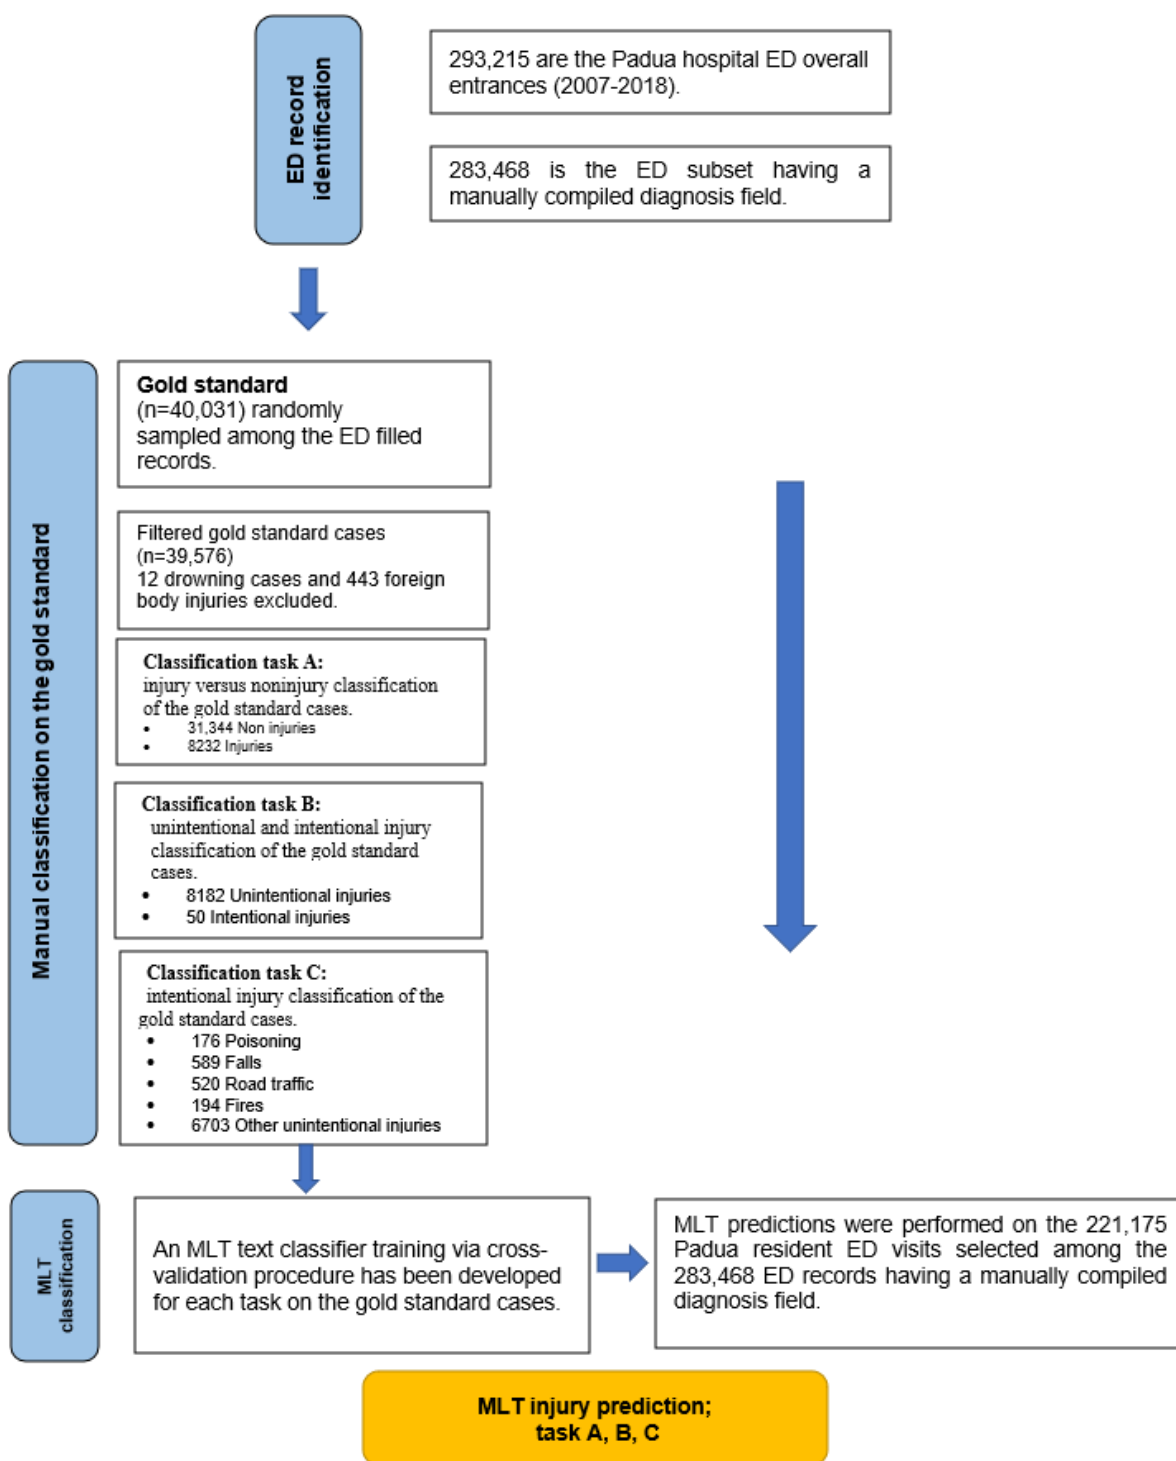 ED record
identification
293,215 are the Padua hospital ED overall
entrances (2007-2018).
283,468 is the ED subset having a
manually compiled diagnosis field.
Manual classification on the gold standard
Gold standard
(n=40,031) randomly
sampled among the ED filled
records.
Filtered gold standard cases
(n=39,576)
12 drowning cases and 443 foreign
body injuries excluded.
Classification task A:
injury versus noninjury classification
of the gold standard cases.
• 31,344 Non injuries
• 8232 Injuries
Classification task B:
unintentional and intentional injury
classification of the gold standard
cases.
• 8182 Unintentional injuries
• 50 Intentional injuries
Classification task C:
intentional injury classification of the
gold standard cases.
• 176 Poisoning
• 589 Falls
• 520 Road traffic
• 194 Fires
• 6703 Other unintentional injuries
MLT
classification
An MLT text classifier training via cross-
validation procedure has been developed
for each task on the gold standard cases.
MLT predictions were performed on the 221,175
Padua resident ED visits selected among the
283,468 ED records having a manually compiled
diagnosis field.
MLT injury prediction;
task A, B, C